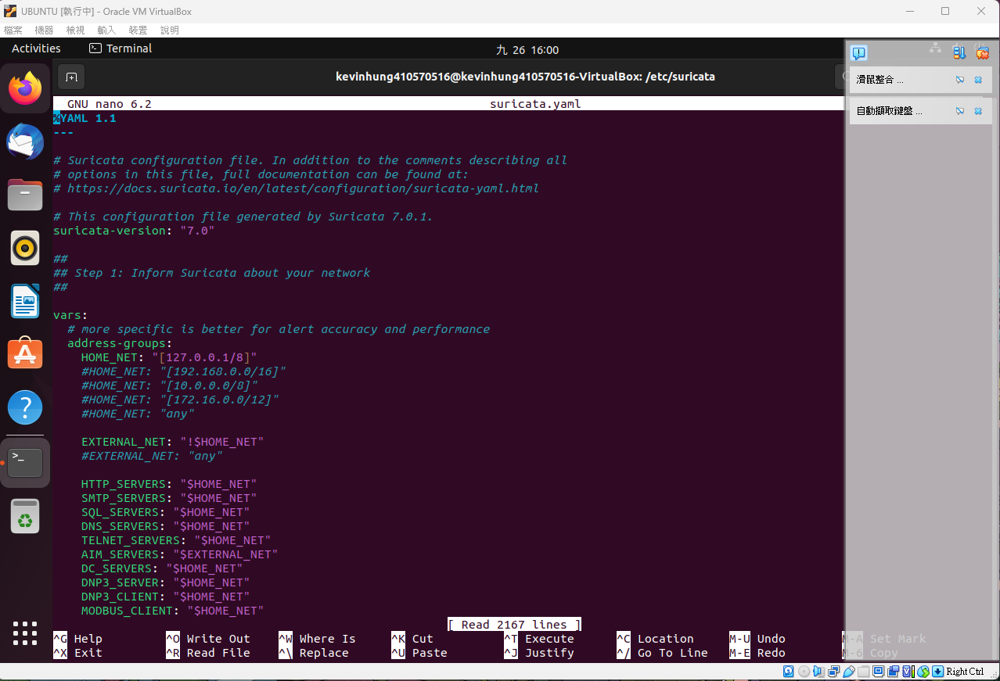 UBUNTU [執行中] - Oracle VM VirtualBox
檔案 機器 檢視 輸入 裝置 說明
Activities Terminal 九 26 16:00
kevinhung410570516@kevinhung410570516-VirtualBox: /etc/suricata
滑鼠整合 ...
自動擷取鍵盤 ...
GNU nano 6.2 suricata.yaml
%YAML 1.1
---
# Suricata configuration file. In addition to the comments describing all
# options in this file, full documentation can be found at:
# https://docs.suricata.io/en/latest/configuration/suricata-yaml.html
# This configuration file generated by Suricata 7.0.1.
suricata-version: "7.0"
##
## Step 1: Inform Suricata about your network
##
vars:
# more specific is better for alert accuracy and performance
address-groups:
HOME_NET: "[127.0.0.1/8]"
#HOME_NET: "[192.168.0.0/16]"
#HOME_NET: "[10.0.0.0/8]"
#HOME_NET: "[172.16.0.0/12]"
#HOME_NET: "any"
EXTERNAL_NET: "!$HOME_NET"
#EXTERNAL_NET: "any"
HTTP_SERVERS: "$HOME_NET"
SMTP_SERVERS: "$HOME_NET"
SQL_SERVERS: "$HOME_NET"
DNS_SERVERS: "$HOME_NET"
TELNET_SERVERS: "$HOME_NET"
AIM_SERVERS: "$EXTERNAL_NET"
DC_SERVERS: "$HOME_NET"
DNP3_SERVER: "$HOME_NET"
DNP3_CLIENT: "$HOME_NET"
MODBUS_CLIENT: "$HOME_NET"
[ Read 2167 lines ]
^G Help ^O Write Out ^W Where Is ^K Cut ^T Execute ^C Location M-U Undo M-A Set Mark
^X Exit ^R Read File ^\ Replace ^U Paste ^J Justify ^/ Go To Line M-E Redo M-6 Copy
Right Ctrl